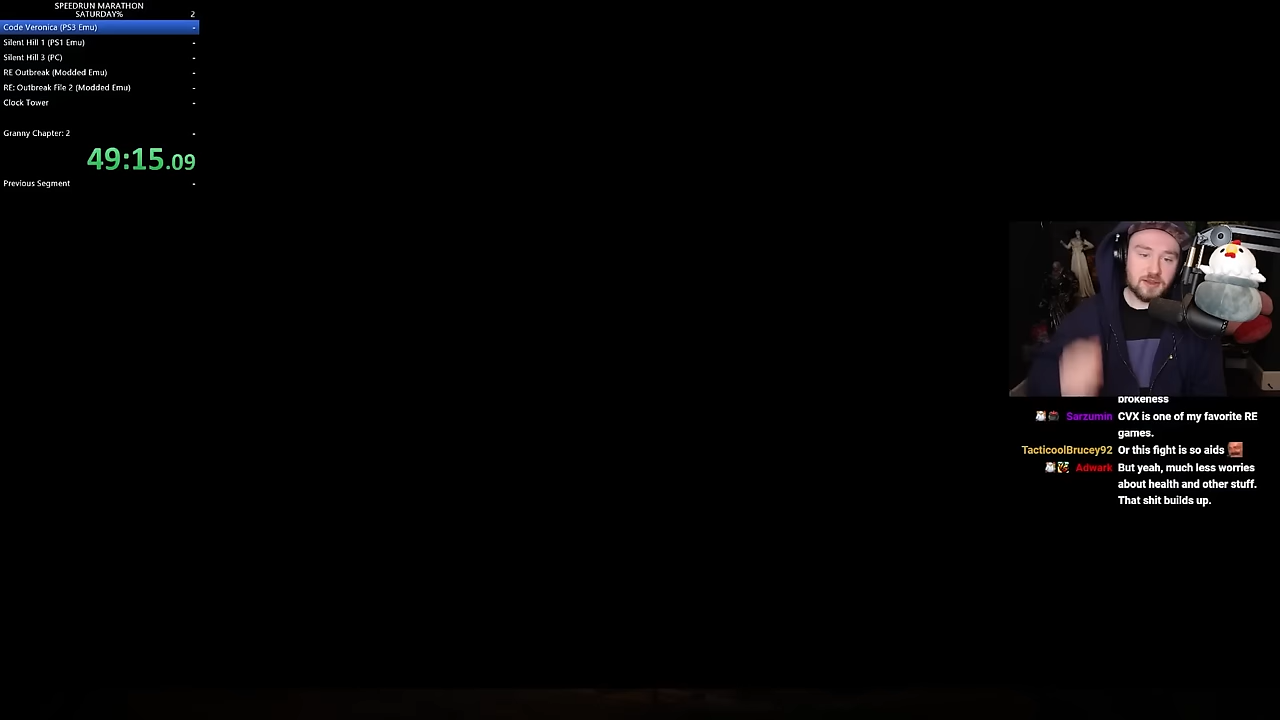 SPEEDRUN MARATHON
SATURDAY% 2
Code Veronica (PS3 Emu) -
Silent Hill 1 (PS1 Emu) -
Silent Hill 3 (PC) -
RE Outbreak (Modded Emu) -
RE: Outbreak File 2 (Modded Emu) -
Clock Tower -
Granny Chapter: 2 -
49:15.09
Previous Segment -
brokeness
Sarzumin CVX is one of my favorite RE
games.
TacticoolBrucey92 Or this fight is so aids
Adwark But yeah, much less worries
about health and other stuff.
That shit builds up.